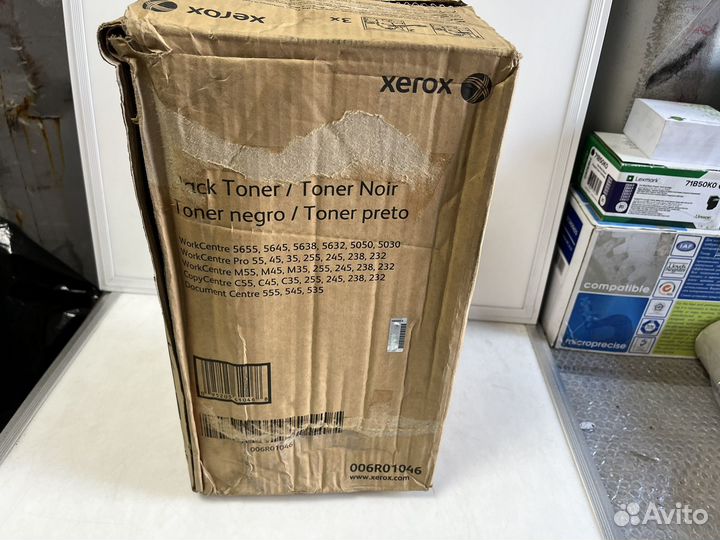 xerox
3x
xerox
ck Toner / Toner Noir
Toner negro / Toner preto
WorkCentre 5655, 5645, 5638, 5632, 5050, 5030
WorkCentre Pro 55, 45, 35, 255, 245, 238, 232
WorkCentre M55, M45, M35, 255, 245, 238, 232
CopyCentre C55, C45, C35, 255, 245, 238, 232
Document Centre 555, 545, 535
006R01046
006R01046
www.xerox.com
Lexmark
71B50K0
compatible
microprecise
Avito